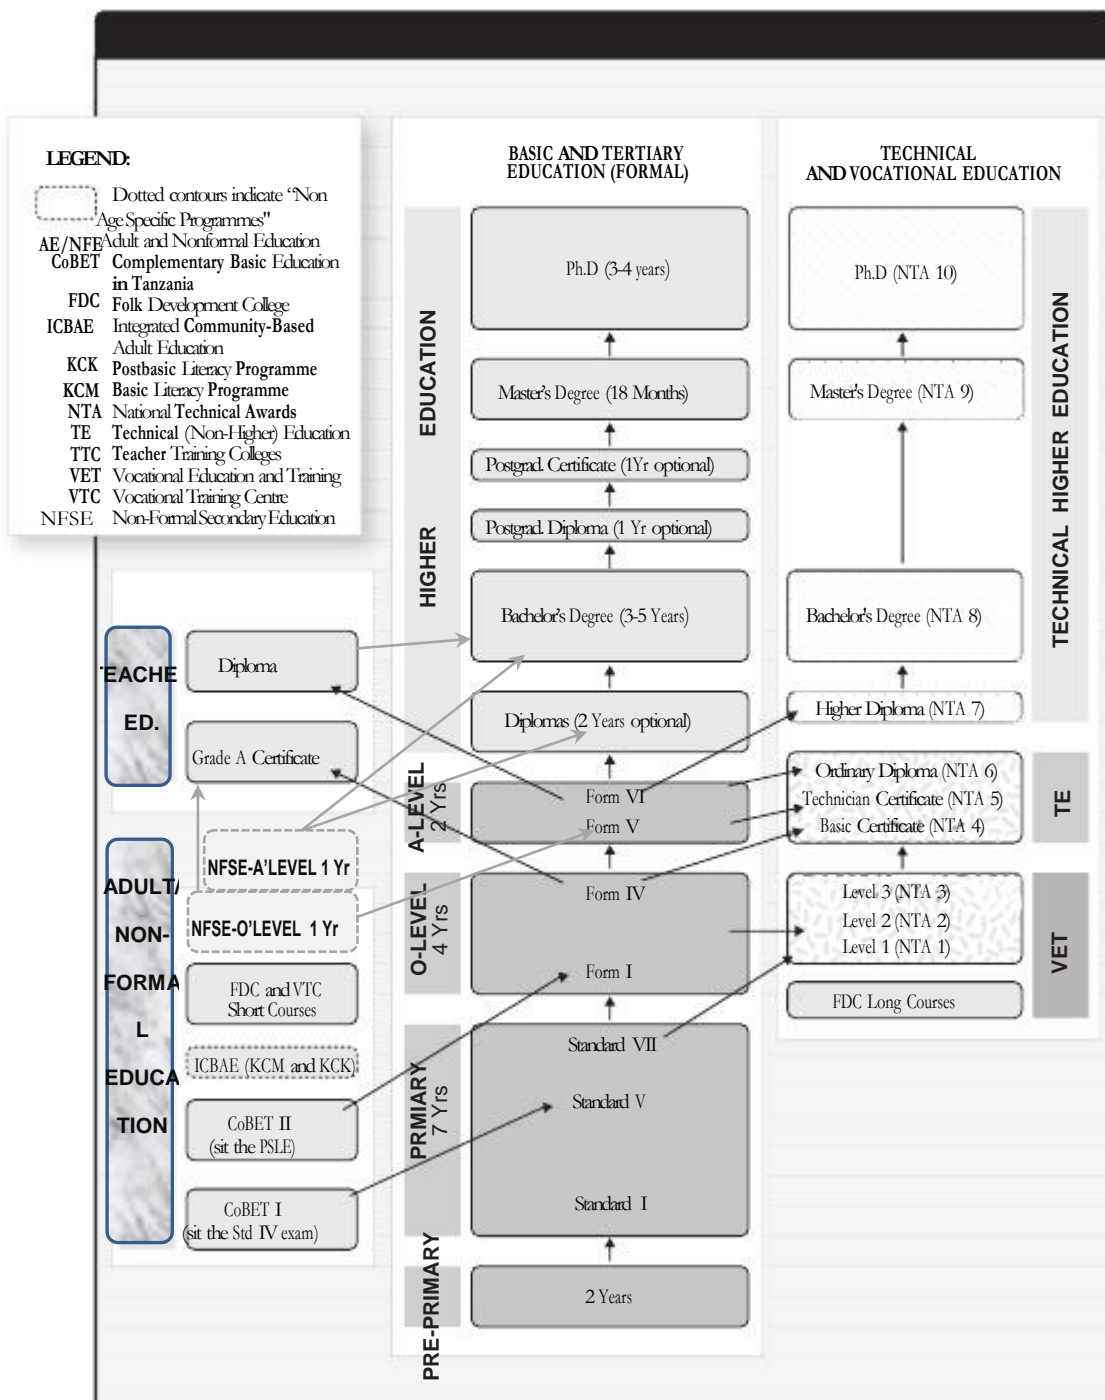 LEGEND:
Dotted contours indicate “Non
Age Specific Programmes"
AE/NFE Adult and Nonformal Education
CoBET Complementary Basic Education
in Tanzania
FDC Folk Development College
ICBAE Integrated Community-Based
Adult Education
KCK Postbasic Literacy Programme
KCM Basic Literacy Programme
NTA National Technical Awards
TE Technical (Non-Higher) Education
TTC Teacher Training Colleges
VET Vocational Education and Training
VTC Vocational Training Centre
NFSE Non-Formal Secondary Education
EACHE
ED.
Diploma
Grade A Certificate
ADULT/
NON-
FORMA
L
EDUCA
TION
NFSE-A’LEVEL 1 Yr
NFSE-O’LEVEL 1 Yr
FDC and VTC
Short Courses
ICBAE (KCM and KCK)
CoBET II
(sit the PSLE)
CoBET I
(sit the Std IV exam)
BASIC AND TERTIARY
EDUCATION (FORMAL)
HIGHER EDUCATION
Ph.D (3-4 years)
Master's Degree (18 Months)
Postgrad. Certificate (1Yr optional)
Postgrad. Diploma (1 Yr optional)
Bachelor's Degree (3-5 Years)
Diplomas (2 Years optional)
A-LEVEL
2 Yrs
Form VI
Form V
O-LEVEL
4 Yrs
Form IV
Form I
PRMIARY
7 Yrs
Standard VII
Standard V
Standard I
PRE-PRIMARY
2 Years
TECHNICAL
AND VOCATIONAL EDUCATION
TECHNICAL HIGHER EDUCATION
Ph.D (NTA 10)
Master's Degree (NTA 9)
Bachelor's Degree (NTA 8)
Higher Diploma (NTA 7)
TE
Ordinary Diploma (NTA 6)
Technician Certificate (NTA 5)
Basic Certificate (NTA 4)
VET
Level 3 (NTA 3)
Level 2 (NTA 2)
Level 1 (NTA 1)
FDC Long Courses